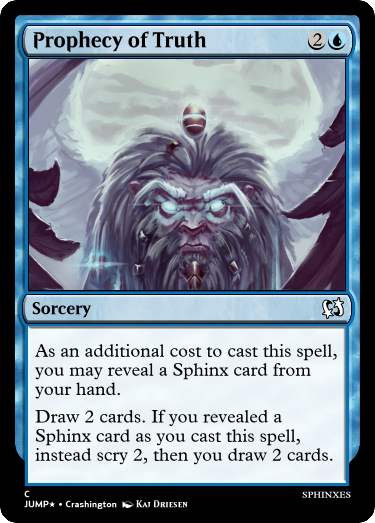 Prophecy of Truth 2
Sorcery
As an additional cost to cast this spell,
you may reveal a Sphinx card from
your hand.
Draw 2 cards. If you revealed a
Sphinx card as you cast this spell,
instead scry 2, then you draw 2 cards.
C
JUMP★ • Crashington Kaj Driesen
SPHINXES